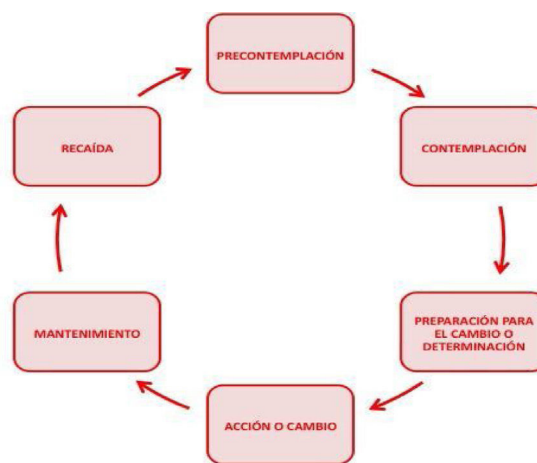 PRECONTEMPLACIÓN
CONTEMPLACIÓN
PREPARACIÓN PARA
EL CAMBIO O
DETERMINACIÓN
ACCIÓN O CAMBIO
MANTENIMIENTO
RECAÍDA